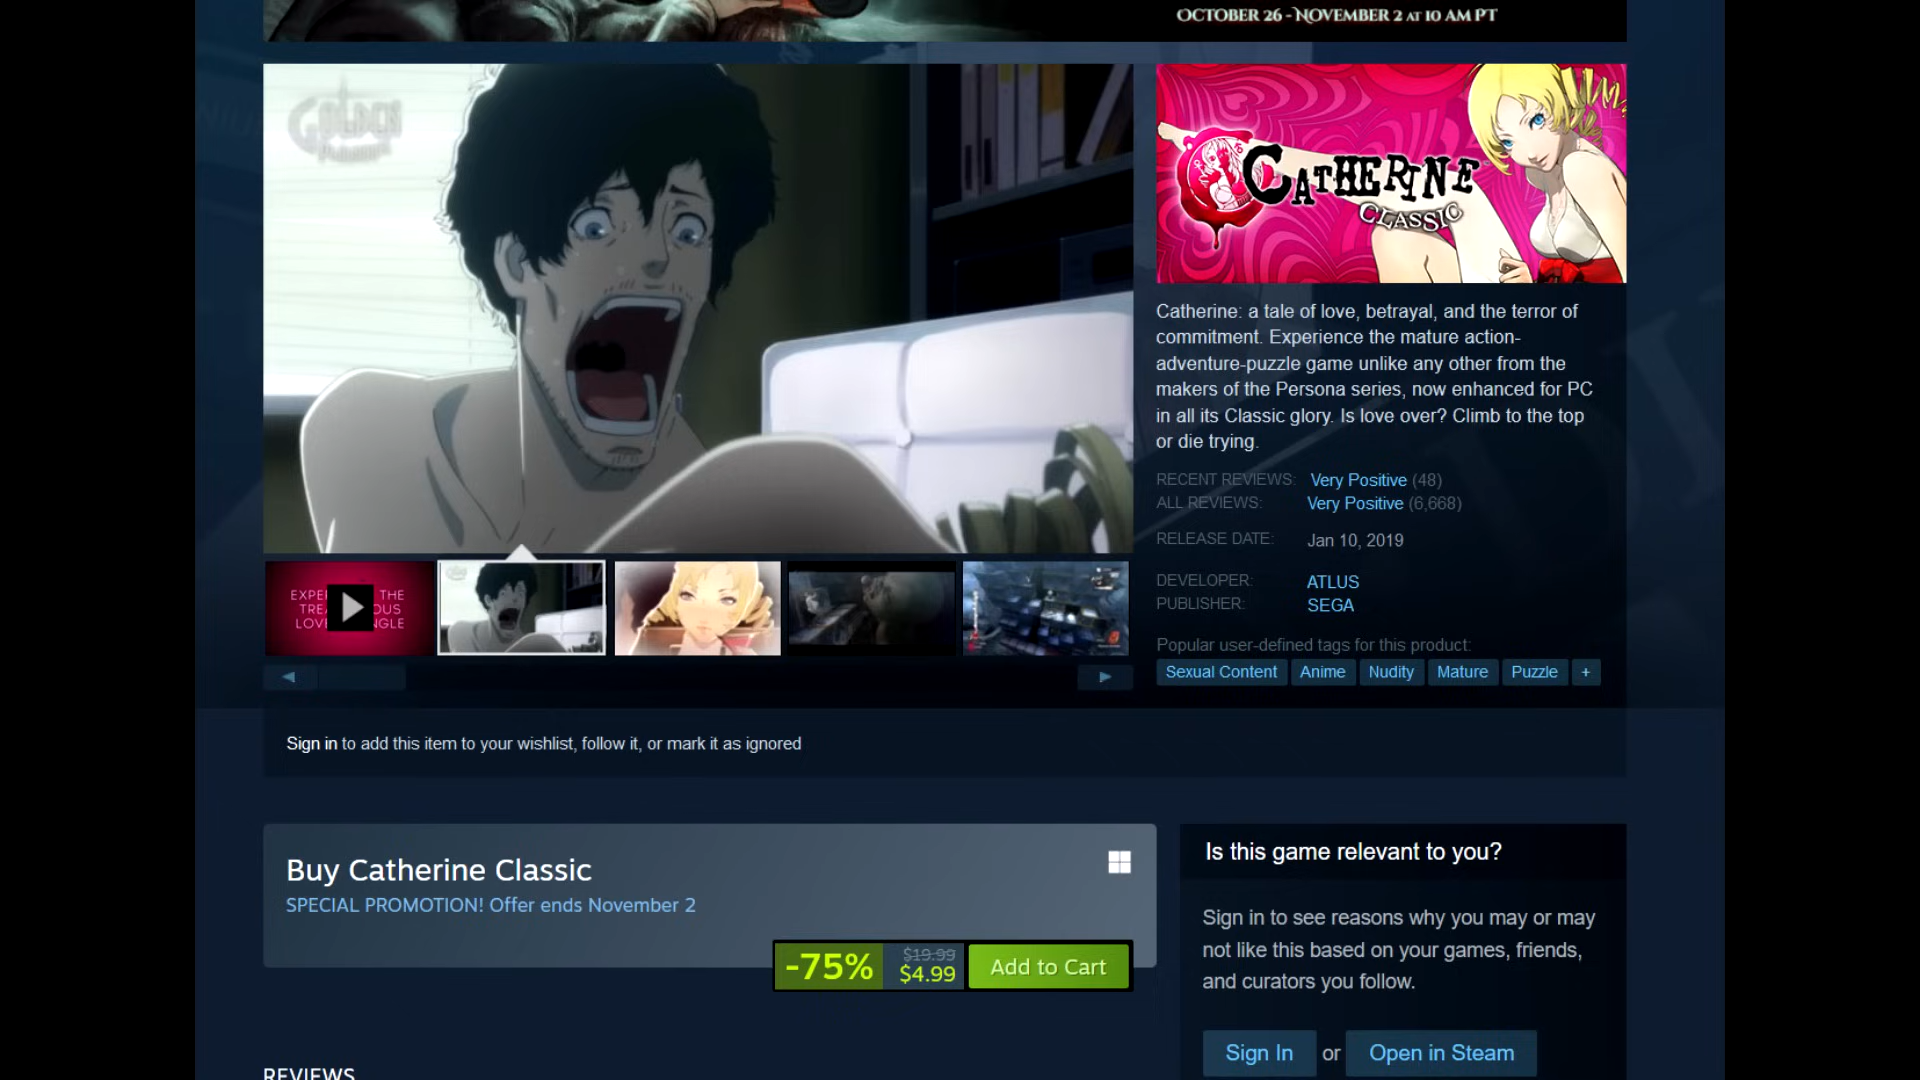 OCTOBER 26 - NOVEMBER 2 AT 10 AM PT
GOLDEN
CATHERINE
CLASSIC
Catherine: a tale of love, betrayal, and the terror of
commitment. Experience the mature action-
adventure-puzzle game unlike any other from the
makers of the Persona series, now enhanced for PC
in all its Classic glory. Is love over? Climb to the top
or die trying.
RECENT REVIEWS: Very Positive (48)
ALL REVIEWS: Very Positive (6,668)
RELEASE DATE: Jan 10, 2019
DEVELOPER: ATLUS
PUBLISHER: SEGA
Popular user-defined tags for this product:
Sexual Content Anime Nudity Mature Puzzle +
Sign in to add this item to your wishlist, follow it, or mark it as ignored
Buy Catherine Classic
SPECIAL PROMOTION! Offer ends November 2
-75% $19.99 $4.99 Add to Cart
Is this game relevant to you?
Sign in to see reasons why you may or may
not like this based on your games, friends,
and curators you follow.
Sign In or Open in Steam
REVIEWS